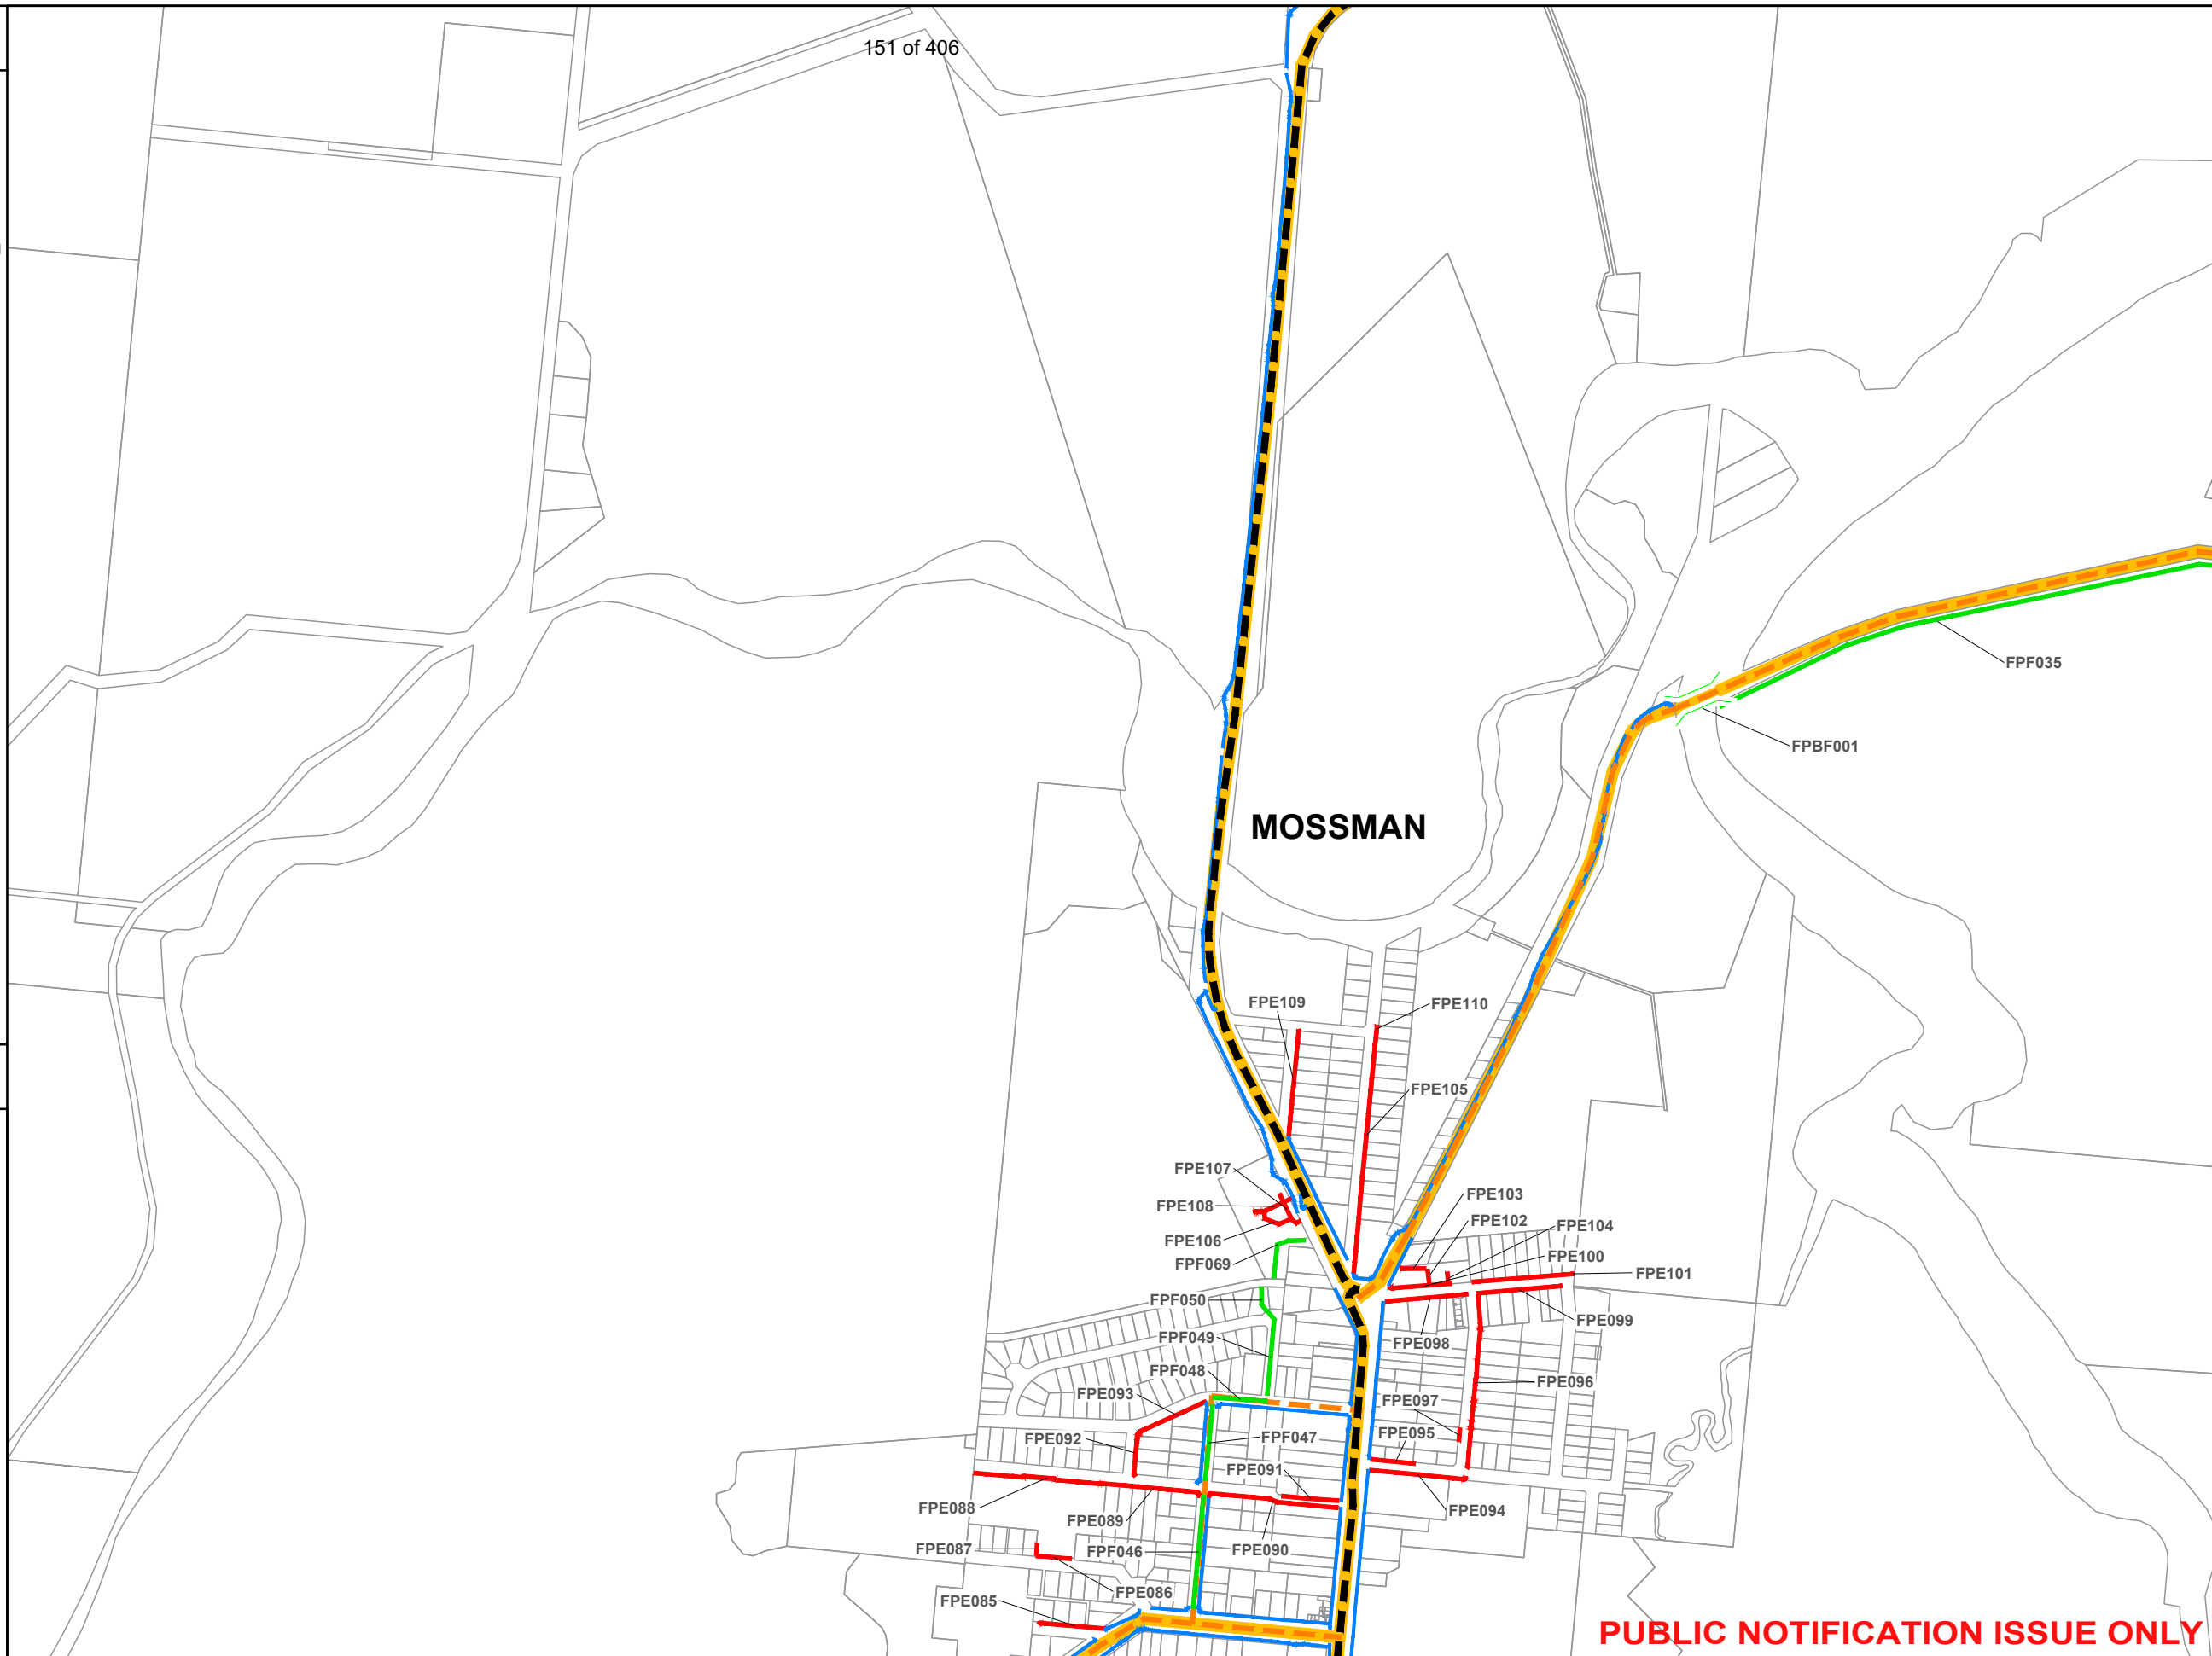 151 of 406
FPF035
FPBF001
MOSSMAN
FPE109
FPE110
FPE105
FPE107
FPE103
FPE108
FPE102
FPE104
FPE106
FPE100
FPF069
FPE101
FPF050
FPE099
FPF049
FPE098
FPF048
FPE096
FPE093
FPE097
FPE092
FPF047
FPE095
FPE091
FPE088
FPE094
FPE089
FPE087
FPF046
FPE090
FPE086
FPE085
PUBLIC NOTIFICATION ISSUE ONLY